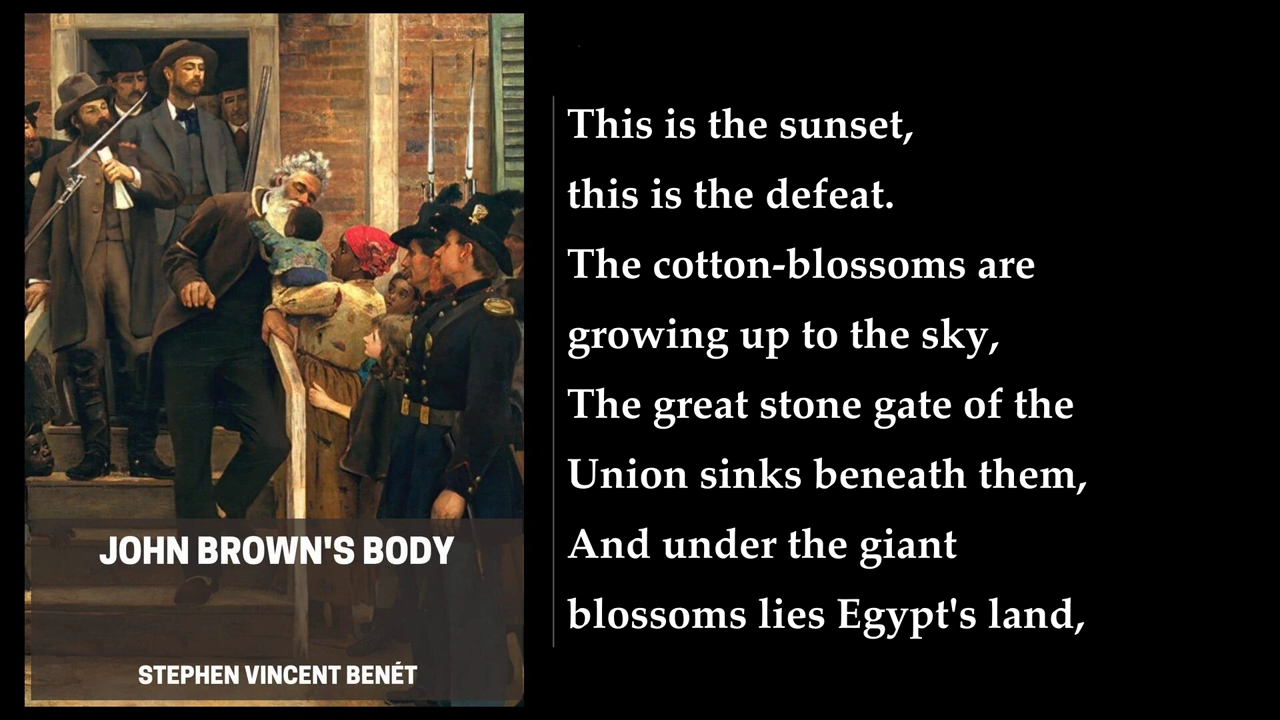 JOHN BROWN'S BODY
STEPHEN VINCENT BENÉT
This is the sunset,
this is the defeat.
The cotton-blossoms are
growing up to the sky,
The great stone gate of the
Union sinks beneath them,
And under the giant
blossoms lies Egypt's land,